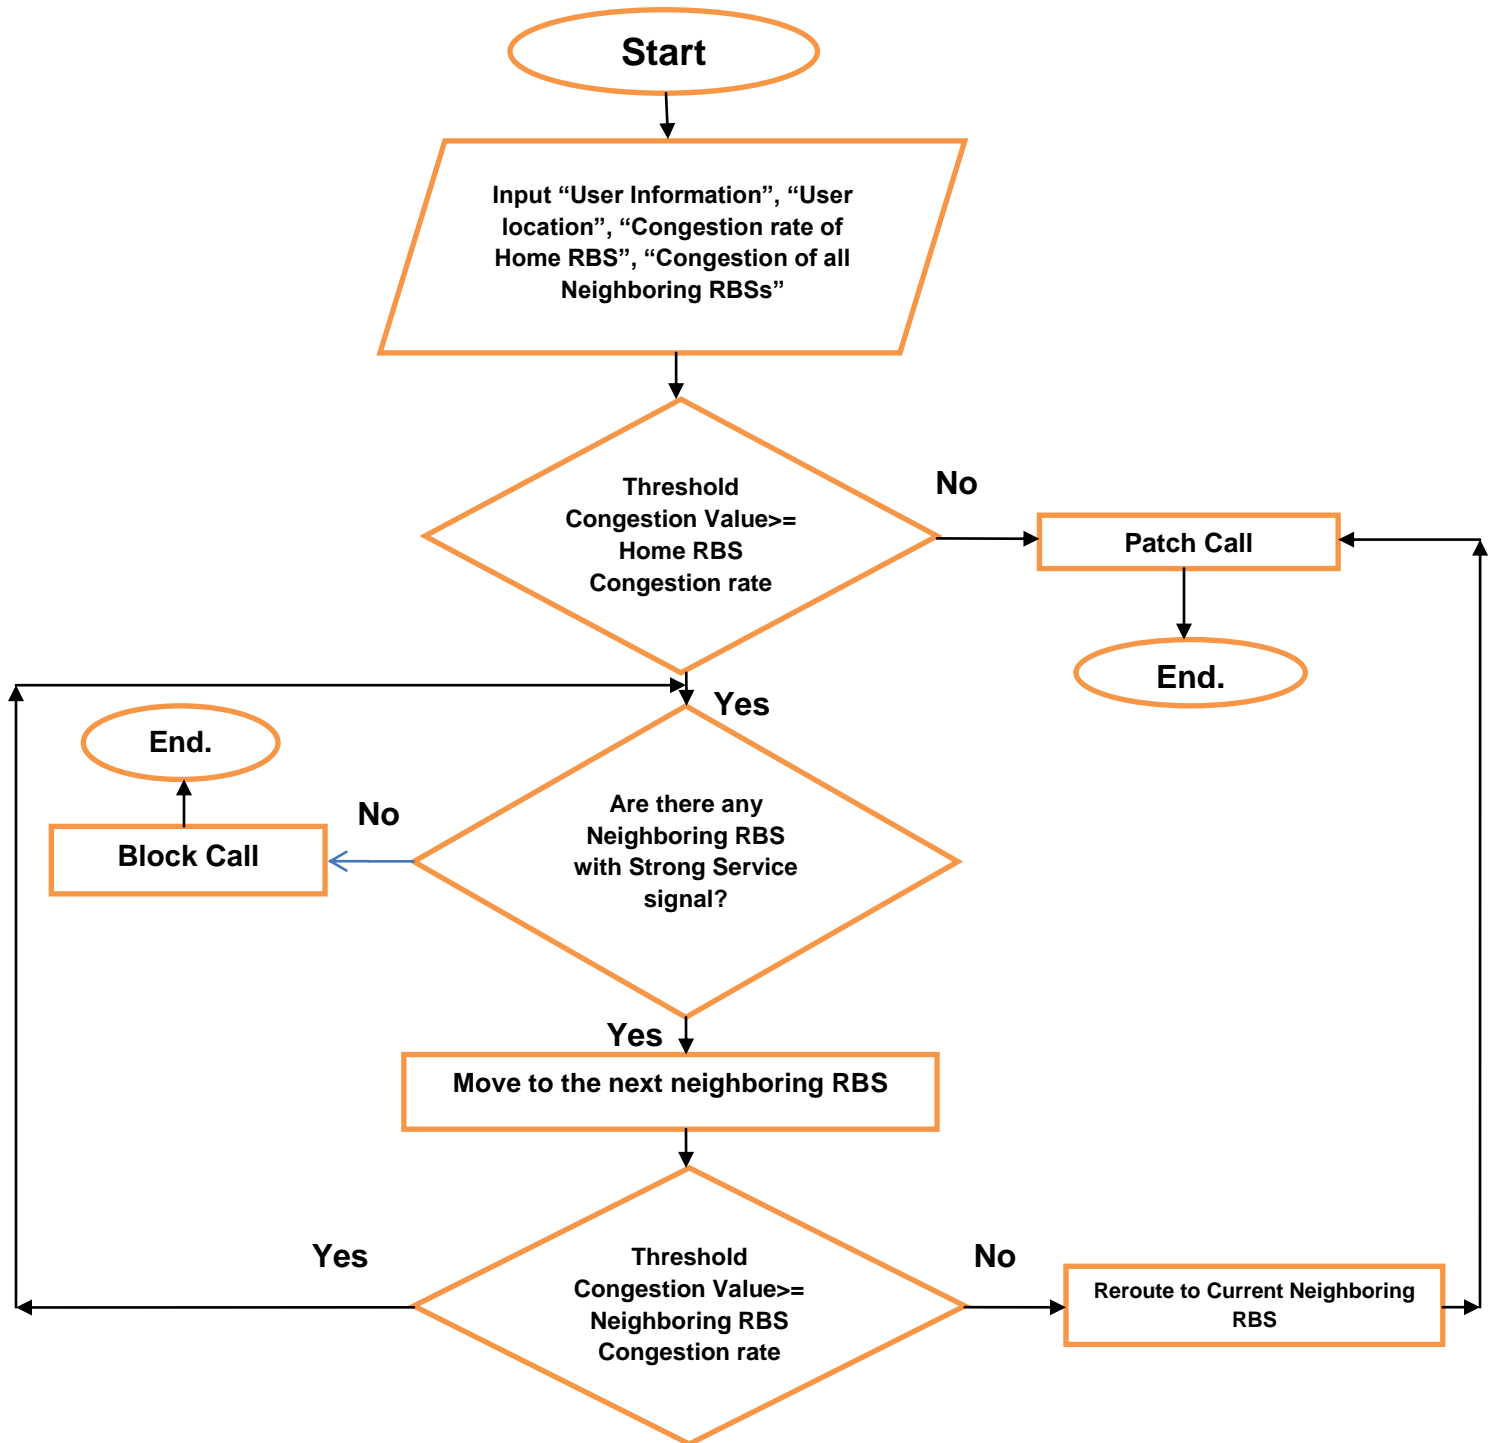 Start
Input “User Information”, “User
location”, “Congestion rate of
Home RBS”, “Congestion of all
Neighboring RBSs”
Threshold
Congestion Value>=
Home RBS
Congestion rate
No
Patch Call
End.
Yes
End.
Are there any
Neighboring RBS
with Strong Service
signal?
No
Block Call
Yes
Move to the next neighboring RBS
Threshold
Congestion Value>=
Neighboring RBS
Congestion rate
Yes
No
Reroute to Current Neighboring
RBS